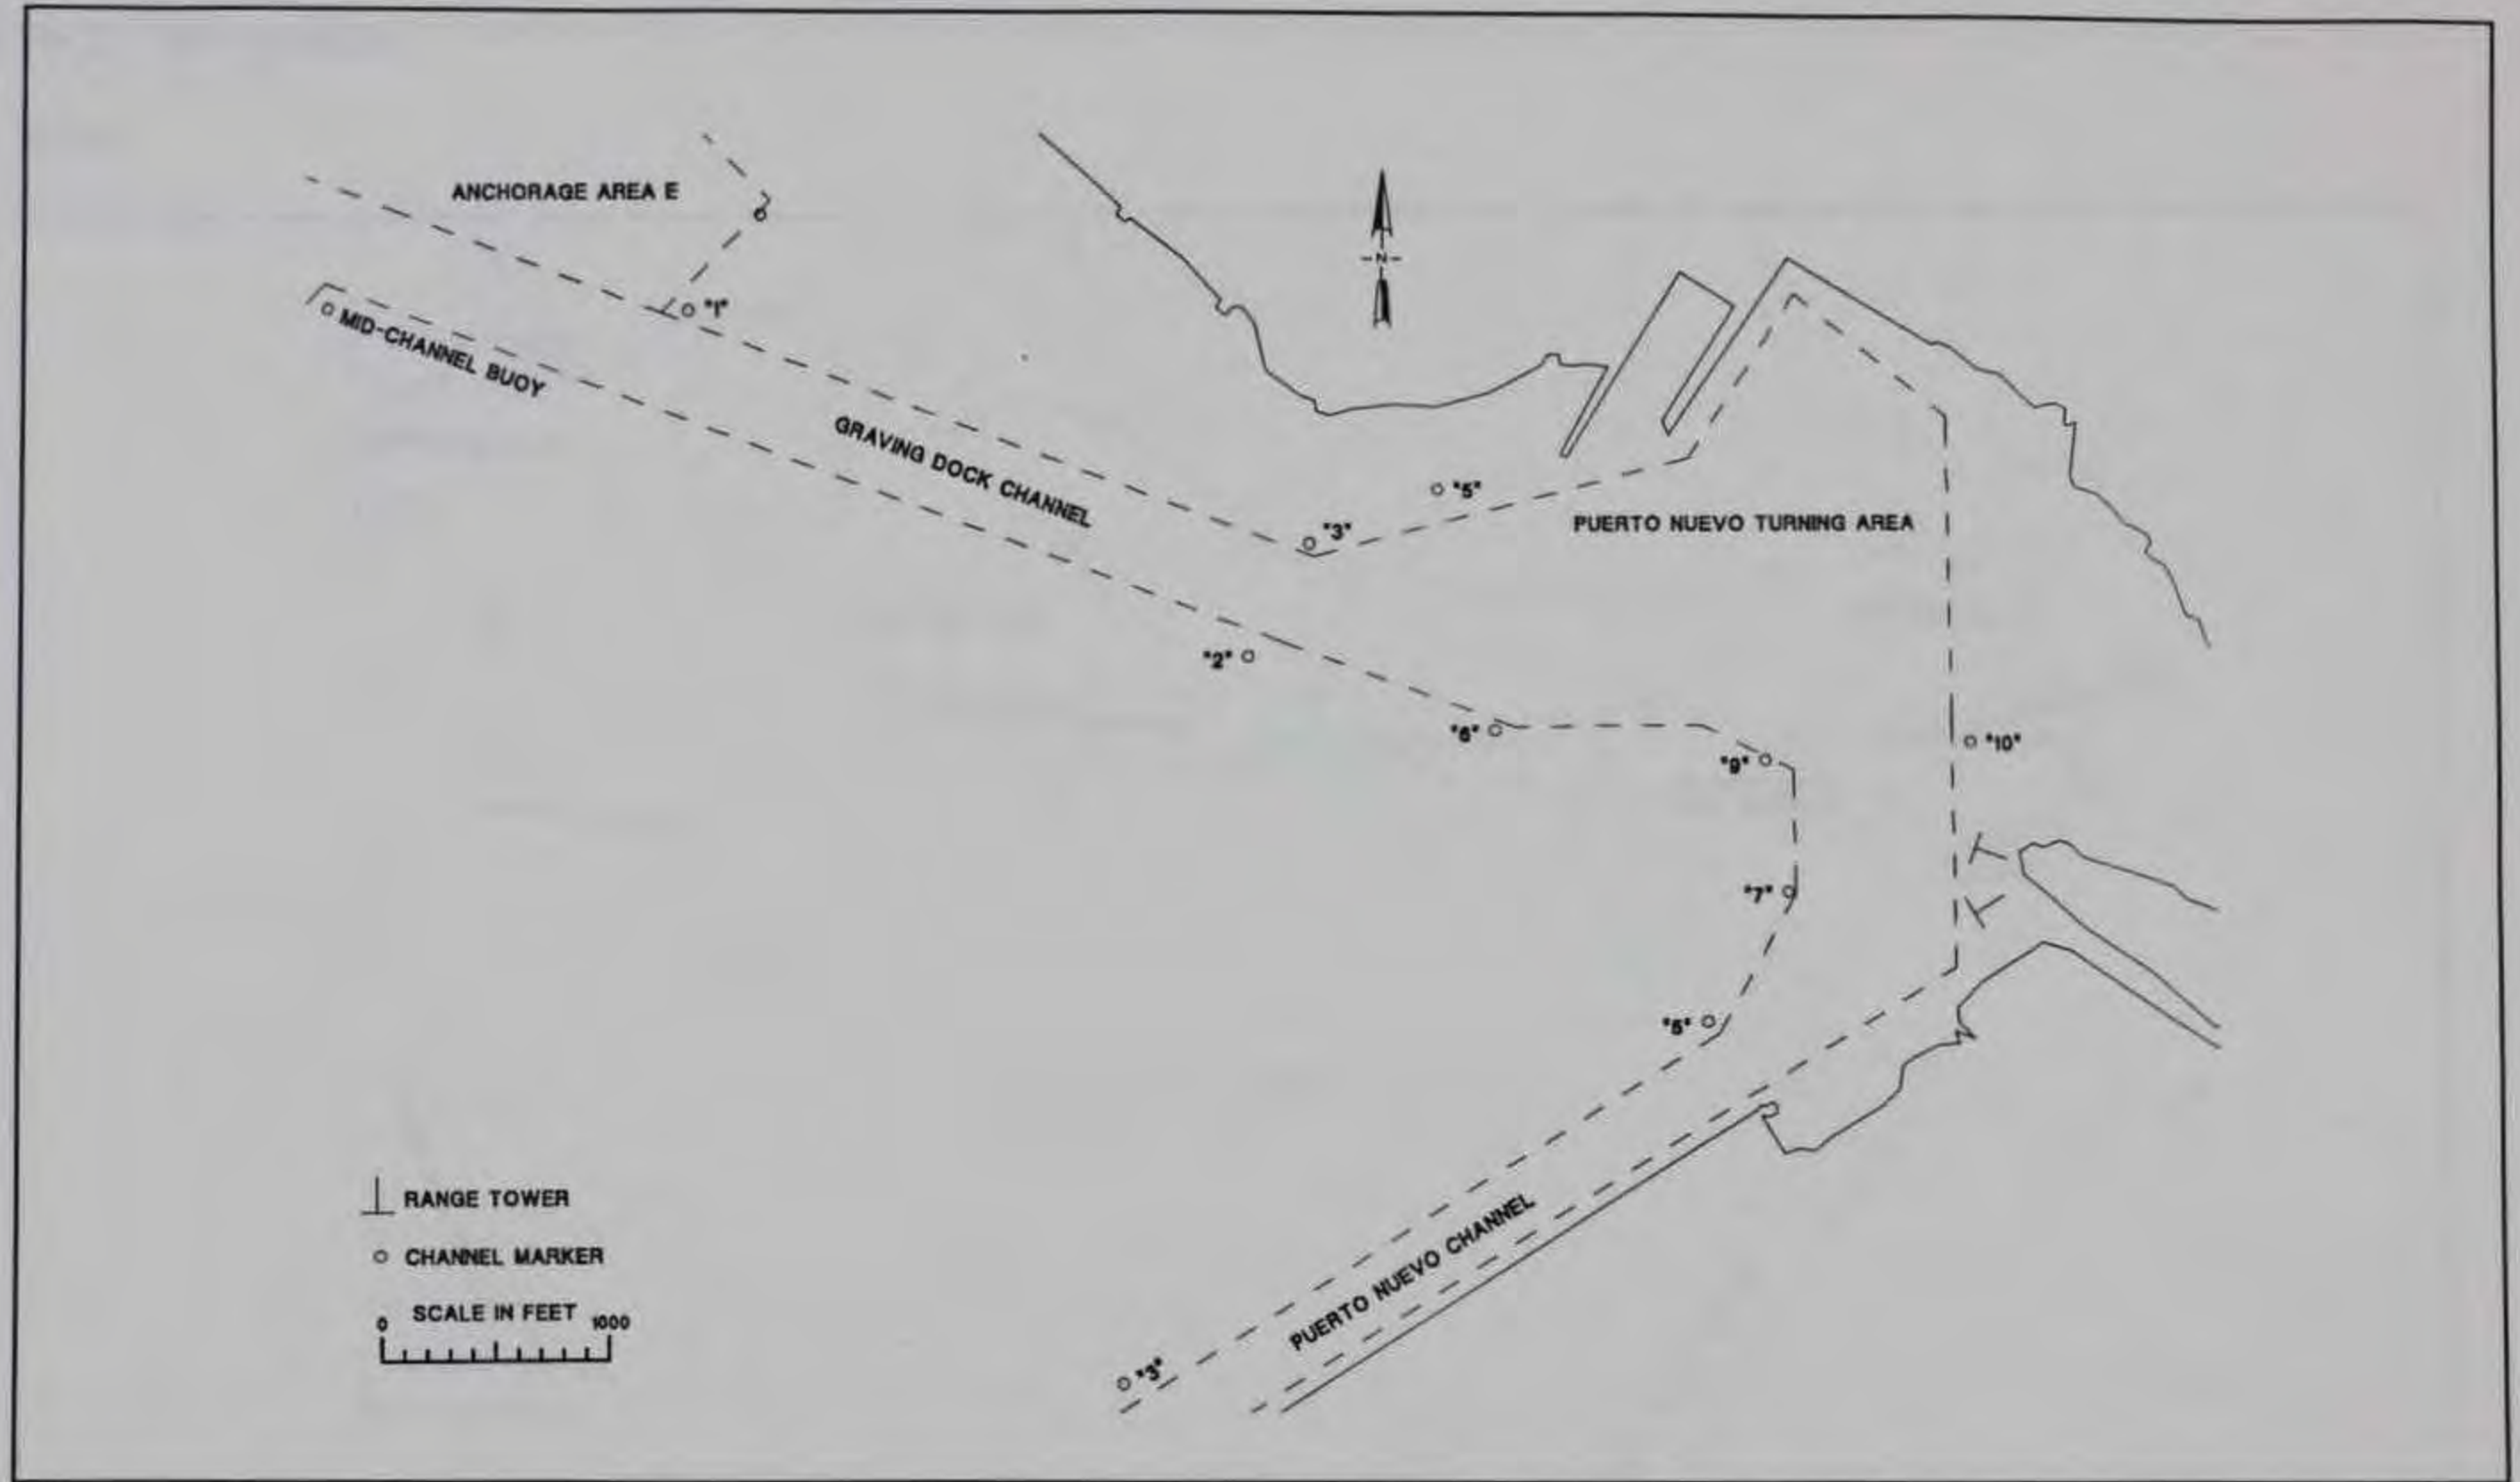 ANCHORAGE AREA E
"1"
MID-CHANNEL BUOY
-N-
GRAVING DOCK CHANNEL
"5"
"3"
PUERTO NUEVO TURNING AREA
"2"
"6"
"9"
"10"
"7"
"5"
PUERTO NUEVO CHANNEL
"3"
RANGE TOWER
CHANNEL MARKER
SCALE IN FEET
0 1000